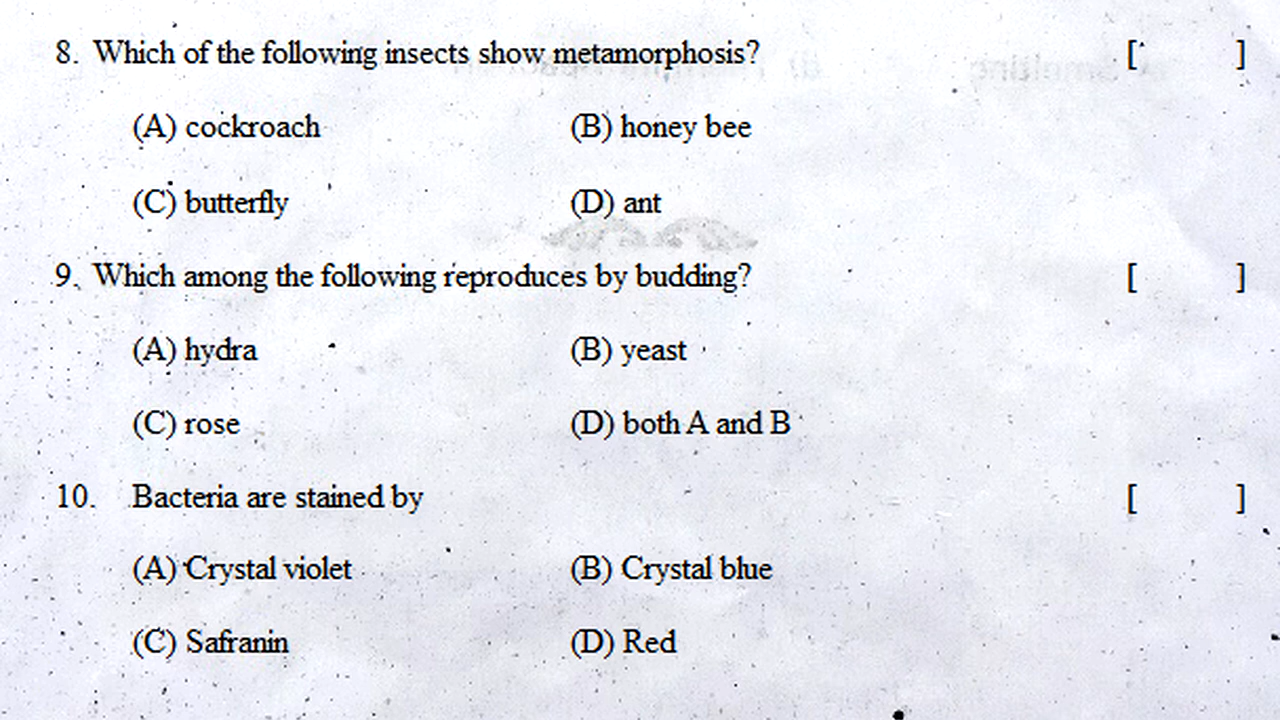 8. Which of the following insects show metamorphosis? [ ]
(A) cockroach (B) honey bee
(C) butterfly (D) ant
9. Which among the following reproduces by budding? [ ]
(A) hydra (B) yeast
(C) rose (D) both A and B
10. Bacteria are stained by [ ]
(A) Crystal violet (B) Crystal blue
(C) Safranin (D) Red